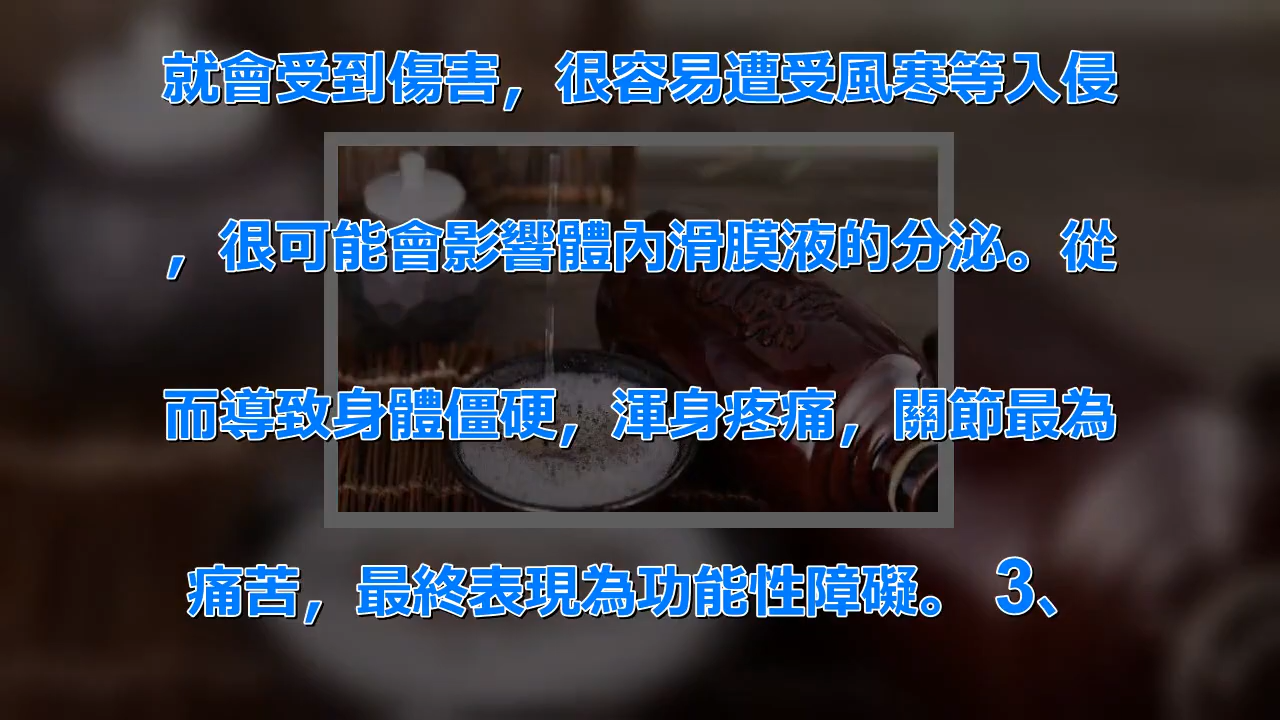 就會受到傷害，很容易遭受風寒等入侵
，很可能會影響體內滑膜液的分泌。從
而導致身體僵硬，渾身疼痛，關節最為
痛苦，最終表現為功能性障礙。 3、